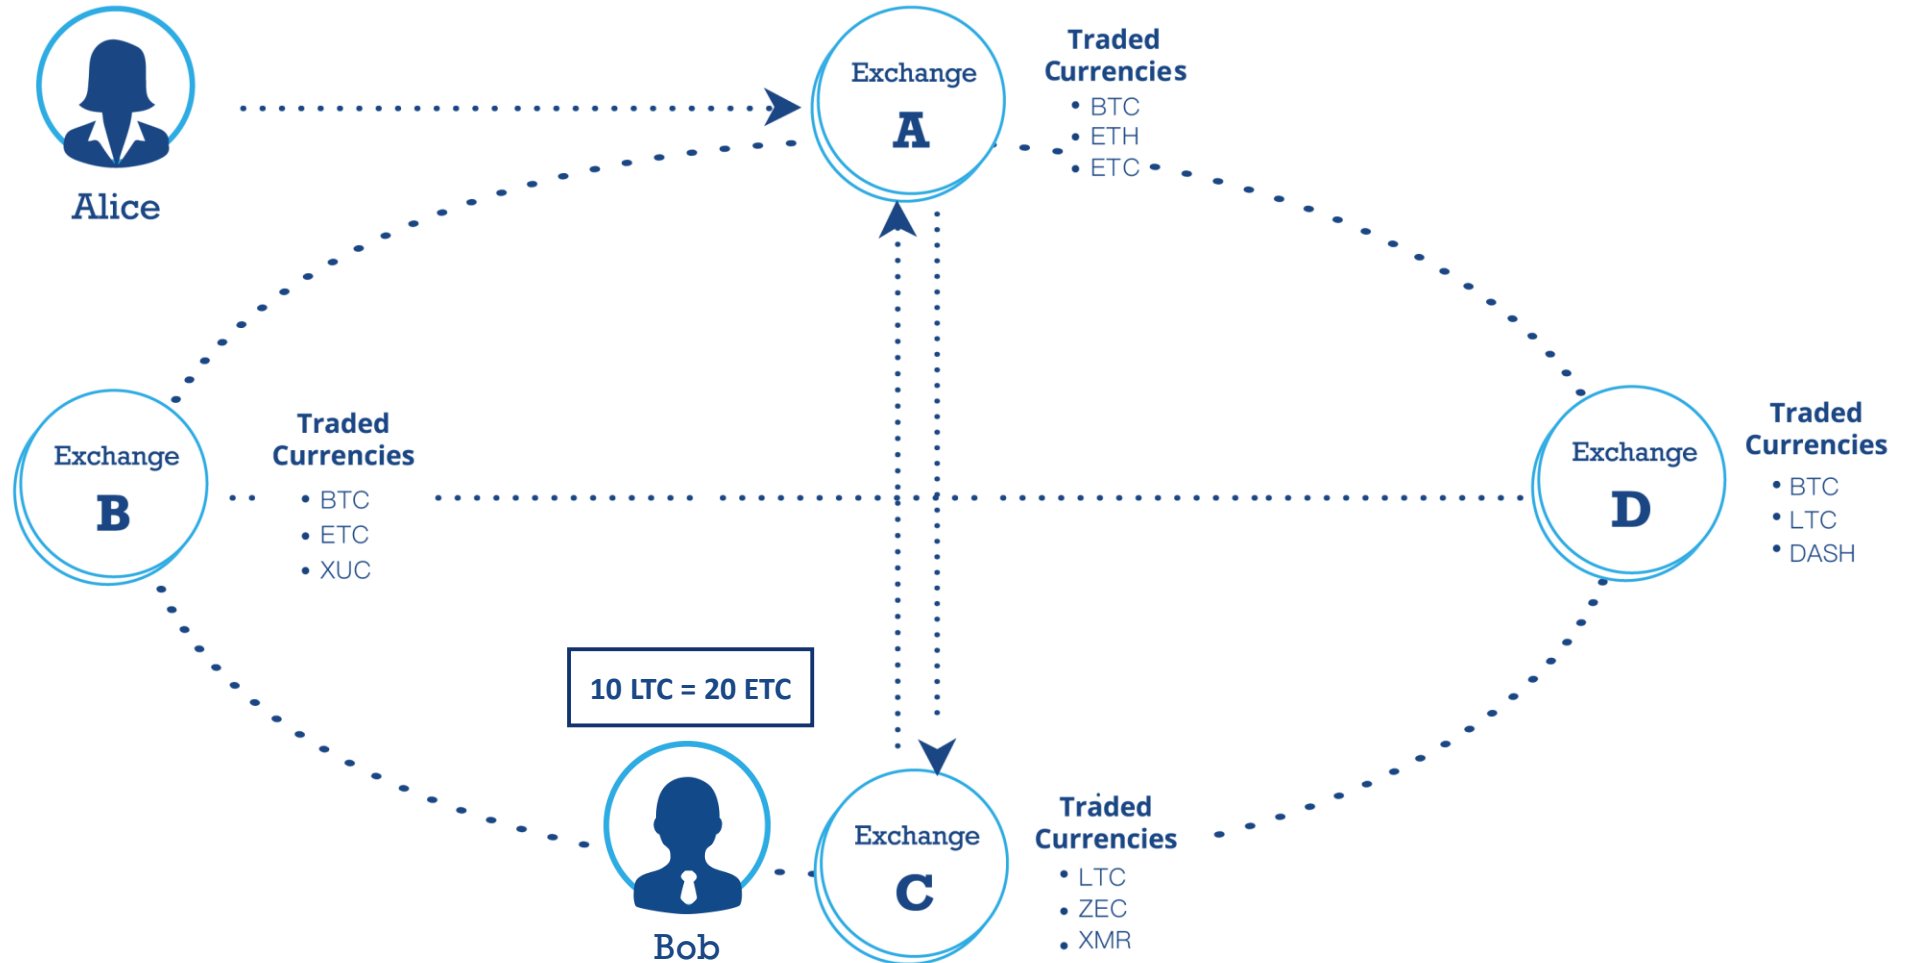 Alice
Exchange
A
Traded
Currencies
• BTC
• ETH
• ETC
Exchange
B
Traded
Currencies
• BTC
• ETC
• XUC
Exchange
D
Traded
Currencies
• BTC
• LTC
• DASH
10 LTC = 20 ETC
Bob
Exchange
C
Traded
Currencies
• LTC
• ZEC
• XMR